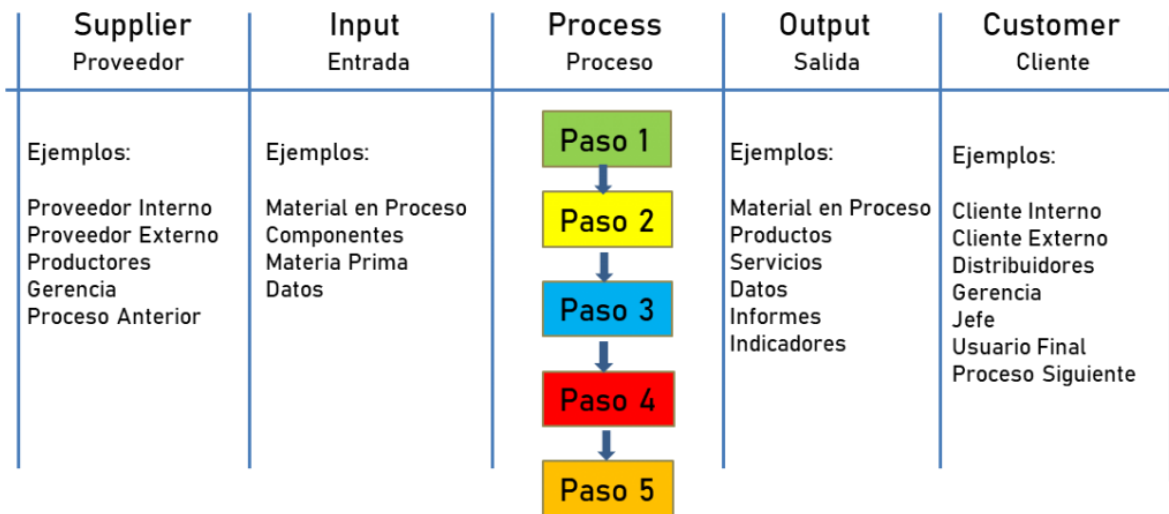 Supplier
Proveedor
Input
Entrada
Process
Proceso
Output
Salida
Customer
Cliente
Ejemplos:
Proveedor Interno
Proveedor Externo
Productores
Gerencia
Proceso Anterior
Ejemplos:
Material en Proceso
Componentes
Materia Prima
Datos
Paso 1
Paso 2
Paso 3
Paso 4
Paso 5
Ejemplos:
Material en Proceso
Productos
Servicios
Datos
Informes
Indicadores
Ejemplos:
Cliente Interno
Cliente Externo
Distribuidores
Gerencia
Jefe
Usuario Final
Proceso Siguiente